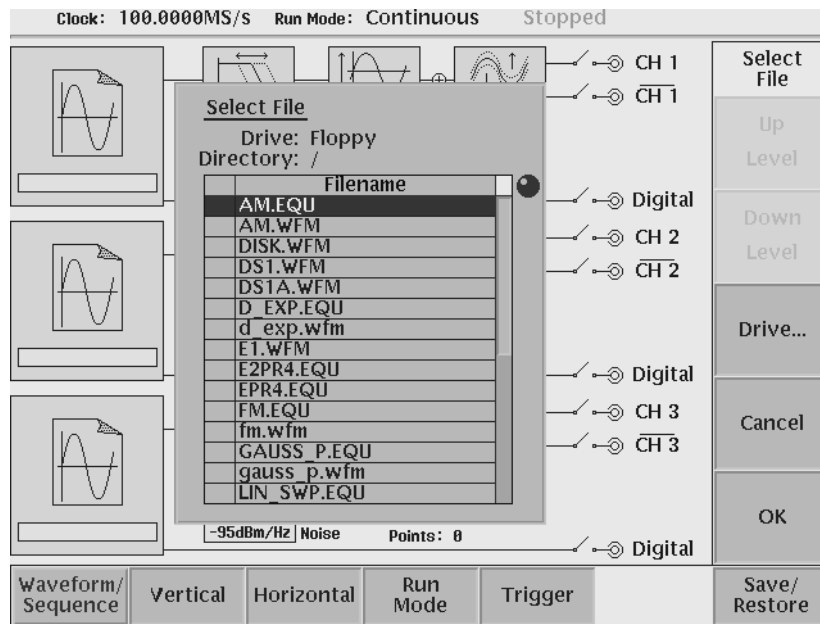 Clock: 100.0000MS/s Run Mode: Continuous Stopped
CH 1
CH 1
Digital
CH 2
CH 2
Digital
CH 3
CH 3
Digital
Select File
Drive: Floppy
Directory: /
Filename
AM.EQU
AM.WFM
DISK.WFM
DS1.WFM
DS1A.WFM
D_EXP.EQU
d_exp.wfm
E1.WFM
E2PR4.EQU
EPR4.EQU
FM.EQU
fm.wfm
GAUSS_P.EQU
gauss_p.wfm
LIN_SWP.EQU
-95dBm/Hz Noise Points: 0
Select
File
Up
Level
Down
Level
Drive...
Cancel
OK
Waveform/
Sequence
Vertical
Horizontal
Run
Mode
Trigger
Save/
Restore